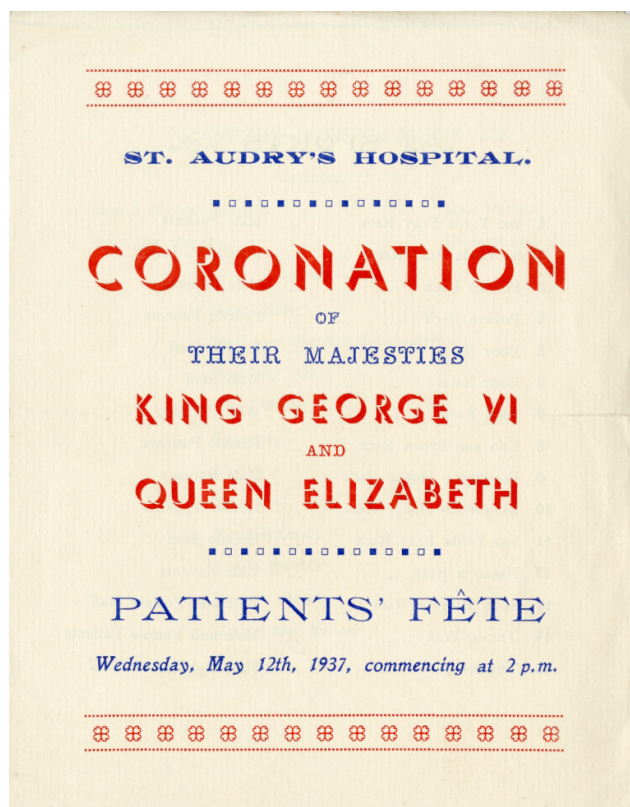 ST. AUDRY'S HOSPITAL.
CORONATION
OF
THEIR MAJESTIES
KING GEORGE VI
AND
QUEEN ELIZABETH
PATIENTS' FÊTE
Wednesday, May 12th, 1937, commencing at 2 p.m.